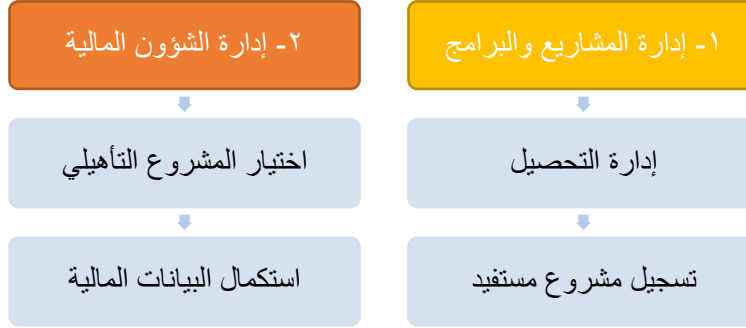 ١- إدارة المشاريع والبرامج
إدارة التحصيل
تسجيل مشروع مستفيد
٢- إدارة الشؤون المالية
اختيار المشروع التأهيلي
استكمال البيانات المالية